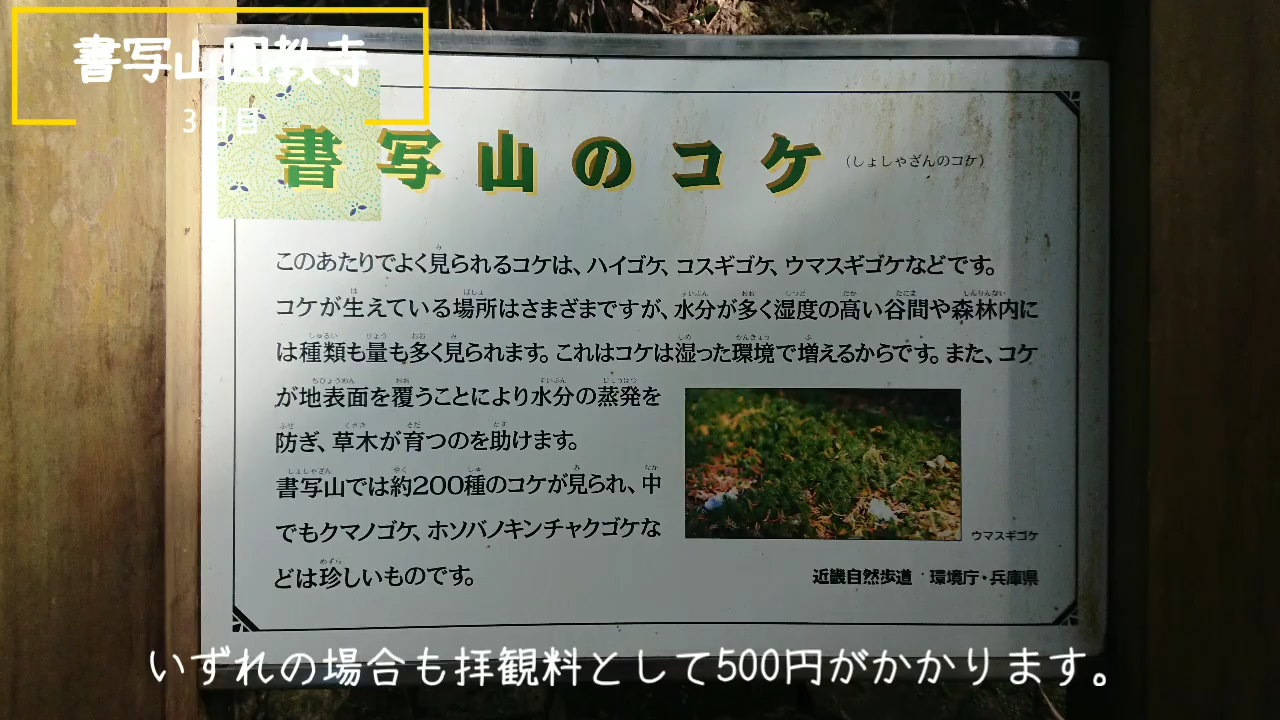 書写山圓教寺
3日目
書写山のコケ
(しょしゃざんのコケ)
このあたりでよく見られるコケは、ハイゴケ、コスギゴケ、ウマスギゴケなどです。
コケが生えている場所はさまざまですが、水分が多く湿度の高い谷間や森林内に
は種類も量も多く見られます。これはコケは湿った環境で増えるからです。また、コケ
が地表面を覆うことにより水分の蒸発を
防ぎ、草木が育つのを助けます。
書写山では約200種のコケが見られ、中
でもクマノゴケ、ホソバノキンチャクゴケな
どは珍しいものです。
ウマスギゴケ
近畿自然歩道 環境庁・兵庫県
いずれの場合も拝観料として500円がかかります。